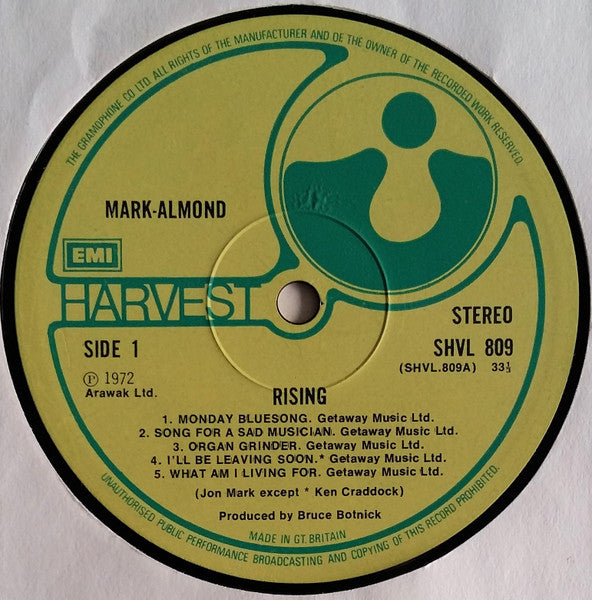 THE GRAMOPHONE CO LTD. ALL RIGHTS OF THE MANUFACTURER AND OF THE OWNER OF THE RECORDED WORK RESERVED.
MARK-ALMOND
EMI
HARVEST
STEREO
SIDE 1
SHVL 809
(SHVL.809A) 33⅓
Ⓟ 1972
Arawak Ltd.
RISING
1. MONDAY BLUESONG. Getaway Music Ltd.
2. SONG FOR A SAD MUSICIAN. Getaway Music Ltd.
3. ORGAN GRINDER. Getaway Music Ltd.
4. I'LL BE LEAVING SOON.* Getaway Music Ltd.
5. WHAT AM I LIVING FOR. Getaway Music Ltd.
(Jon Mark except * Ken Craddock)
Produced by Bruce Botnick
MADE IN GT. BRITAIN
UNAUTHORISED PUBLIC PERFORMANCE BROADCASTING AND COPYING OF THIS RECORD PROHIBITED.